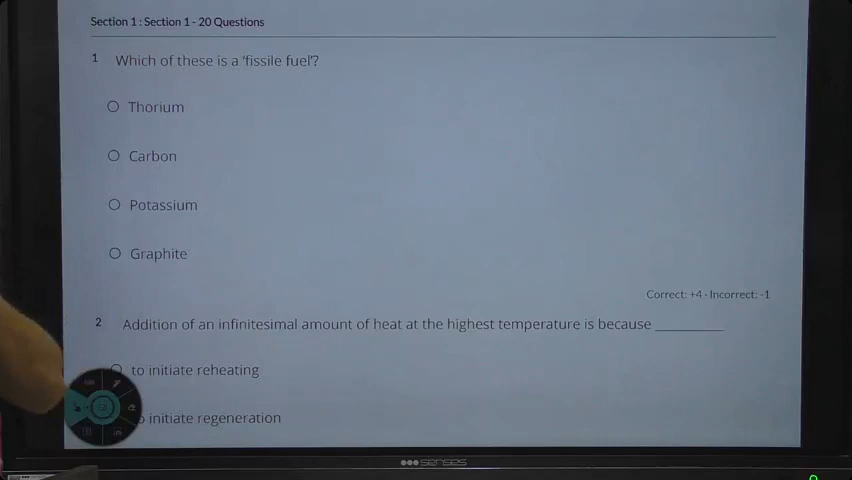 Section 1 : Section 1 - 20 Questions
1 Which of these is a 'fissile fuel'?
Thorium
Carbon
Potassium
Graphite
Correct: +4 · Incorrect: -1
2 Addition of an infinitesimal amount of heat at the highest temperature is because __________
to initiate reheating
to initiate regeneration
senses